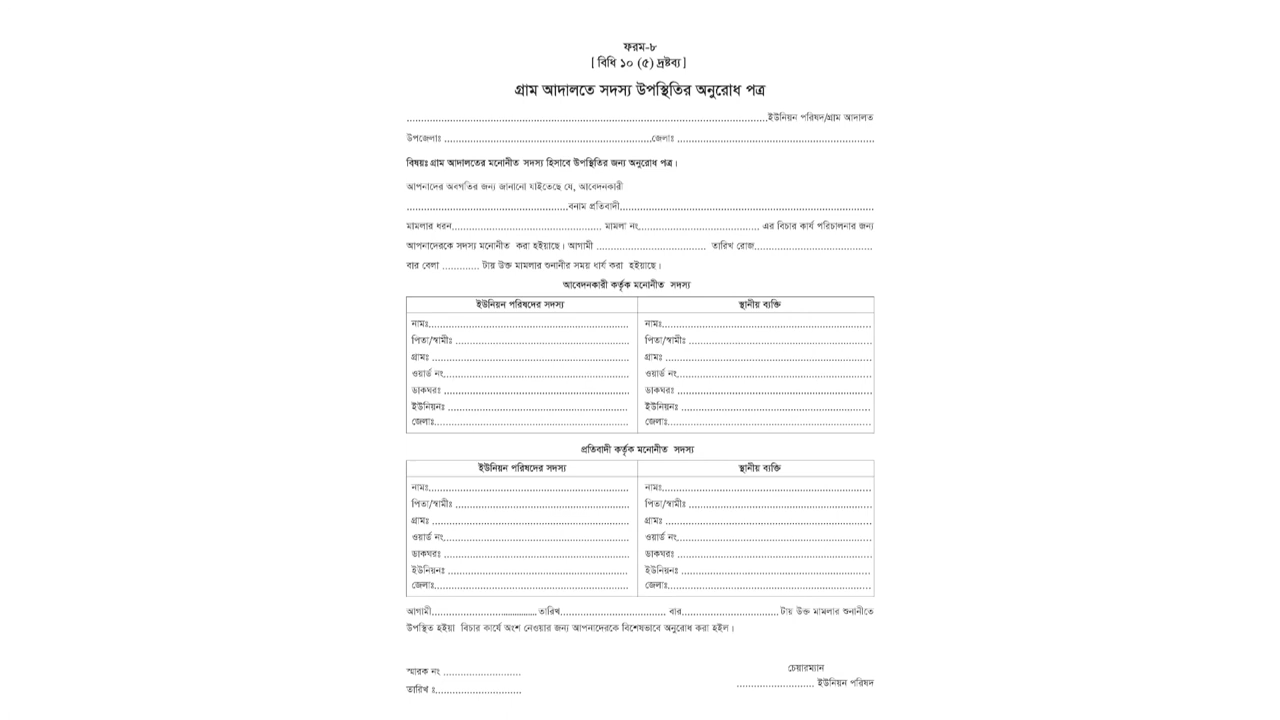 ফরম-৮
[ বিধি ১০ (৫) দ্রষ্টব্য ]
গ্রাম আদালতে সদস্য উপস্থিতির অনুরোধ পত্র
.......................................................ইউনিয়ন পরিষদ/গ্রাম আদালত
উপজেলাঃ ........................................জেলাঃ ........................................
বিষয়ঃ গ্রাম আদালতের মনোনীত সদস্য হিসাবে উপস্থিতির জন্য অনুরোধ পত্র।
আপনাদের অবগতির জন্য জানানো যাইতেছে যে, আবেদনকারী
........................................বনাম প্রতিবাদী........................................
মামলার ধরন........................................ মামলা নং........................................ এর বিচার কার্য পরিচালনার জন্য
আপনাদেরকে সদস্য মনোনীত করা হইয়াছে। আগামী .............................. তারিখ রোজ..............................
বার বেলা ............. টায় উক্ত মামলার শুনানীর সময় ধার্য করা হইয়াছে।
আবেদনকারী কর্তৃক মনোনীত সদস্য
ইউনিয়ন পরিষদের সদস্য স্থানীয় ব্যক্তি
নামঃ.............................. নামঃ..............................
পিতা/স্বামীঃ .............................. পিতা/স্বামীঃ ..............................
গ্রামঃ .............................. গ্রামঃ ..............................
ওয়ার্ড নং.............................. ওয়ার্ড নং..............................
ডাকঘরঃ .............................. ডাকঘরঃ ..............................
ইউনিয়নঃ .............................. ইউনিয়নঃ ..............................
জেলাঃ.............................. জেলাঃ..............................
প্রতিবাদী কর্তৃক মনোনীত সদস্য
ইউনিয়ন পরিষদের সদস্য স্থানীয় ব্যক্তি
নামঃ.............................. নামঃ..............................
পিতা/স্বামীঃ .............................. পিতা/স্বামীঃ ..............................
গ্রামঃ .............................. গ্রামঃ ..............................
ওয়ার্ড নং.............................. ওয়ার্ড নং..............................
ডাকঘরঃ .............................. ডাকঘরঃ ..............................
ইউনিয়নঃ .............................. ইউনিয়নঃ ..............................
জেলাঃ.............................. জেলাঃ..............................
আগামী.............................. তারিখ.............................. বার.............................. টায় উক্ত মামলার শুনানীতে
উপস্থিত হইয়া বিচার কার্যে অংশ নেওয়ার জন্য আপনাদেরকে বিশেষভাবে অনুরোধ করা হইল।
চেয়ারম্যান
স্মারক নং ...........................
........................... ইউনিয়ন পরিষদ
তারিখ ঃ..............................